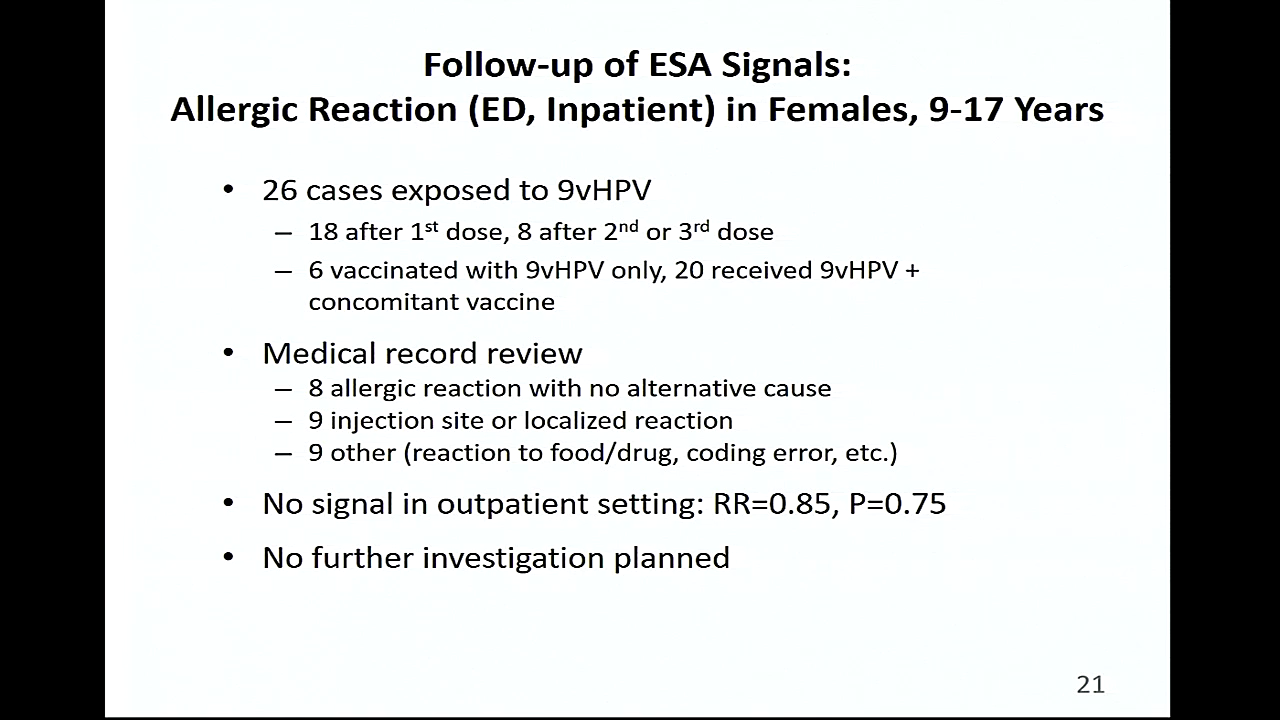 Follow-up of ESA Signals:
Allergic Reaction (ED, Inpatient) in Females, 9-17 Years
• 26 cases exposed to 9vHPV
– 18 after 1st dose, 8 after 2nd or 3rd dose
– 6 vaccinated with 9vHPV only, 20 received 9vHPV +
concomitant vaccine
• Medical record review
– 8 allergic reaction with no alternative cause
– 9 injection site or localized reaction
– 9 other (reaction to food/drug, coding error, etc.)
• No signal in outpatient setting: RR=0.85, P=0.75
• No further investigation planned
21